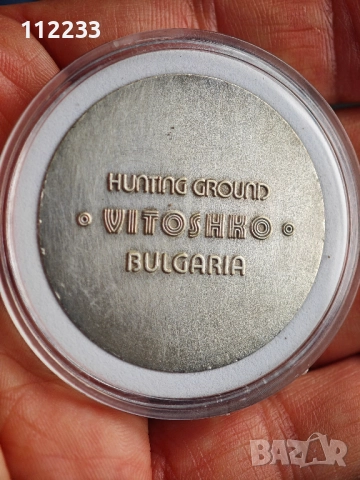 112233
HUNTING GROUND
• VITOSHKO •
BULGARIA
BAZAR